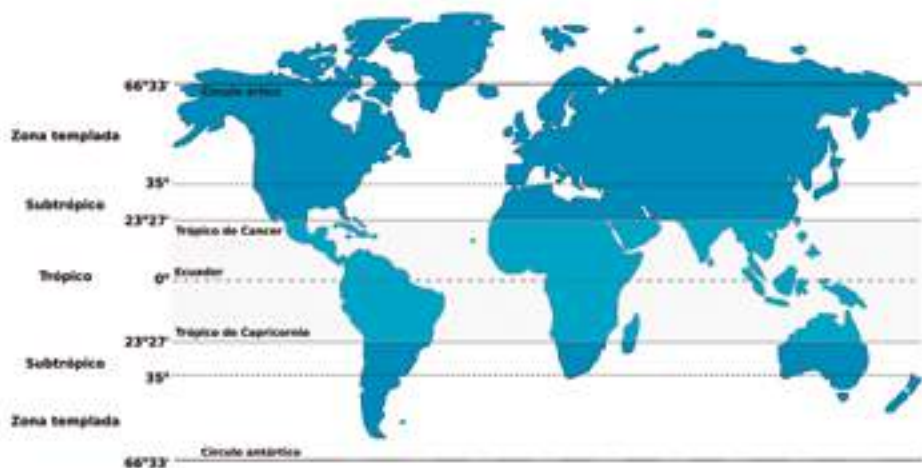 66°33'
Círculo ártico
Zona templada
35°
Subtrópico
23°27'
Trópico de Cancer
Ecuador
Trópico
0°
Trópico de Capricornio
23°27'
Subtrópico
35°
Zona templada
Círculo antártico
66°33'